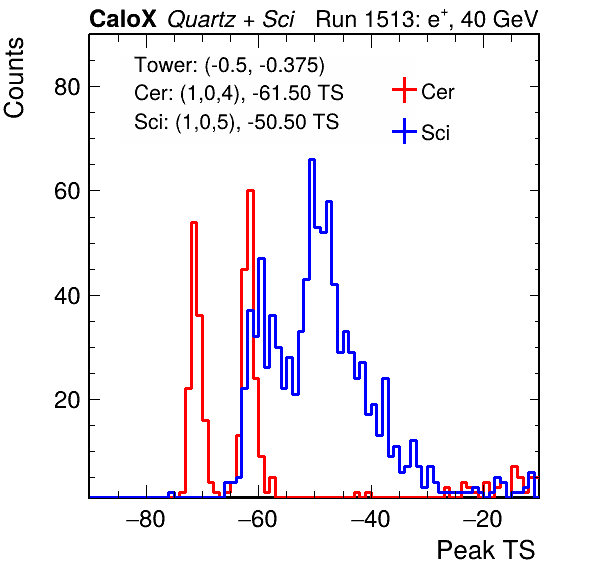 CaloX Quartz + Sci Run 1513: e⁺, 40 GeV
Counts
Tower: (-0.5, -0.375)
Cer: (1,0,4), -61.50 TS
Sci: (1,0,5), -50.50 TS
Cer
Sci
80
60
40
20
−80 −60 −40 −20
Peak TS